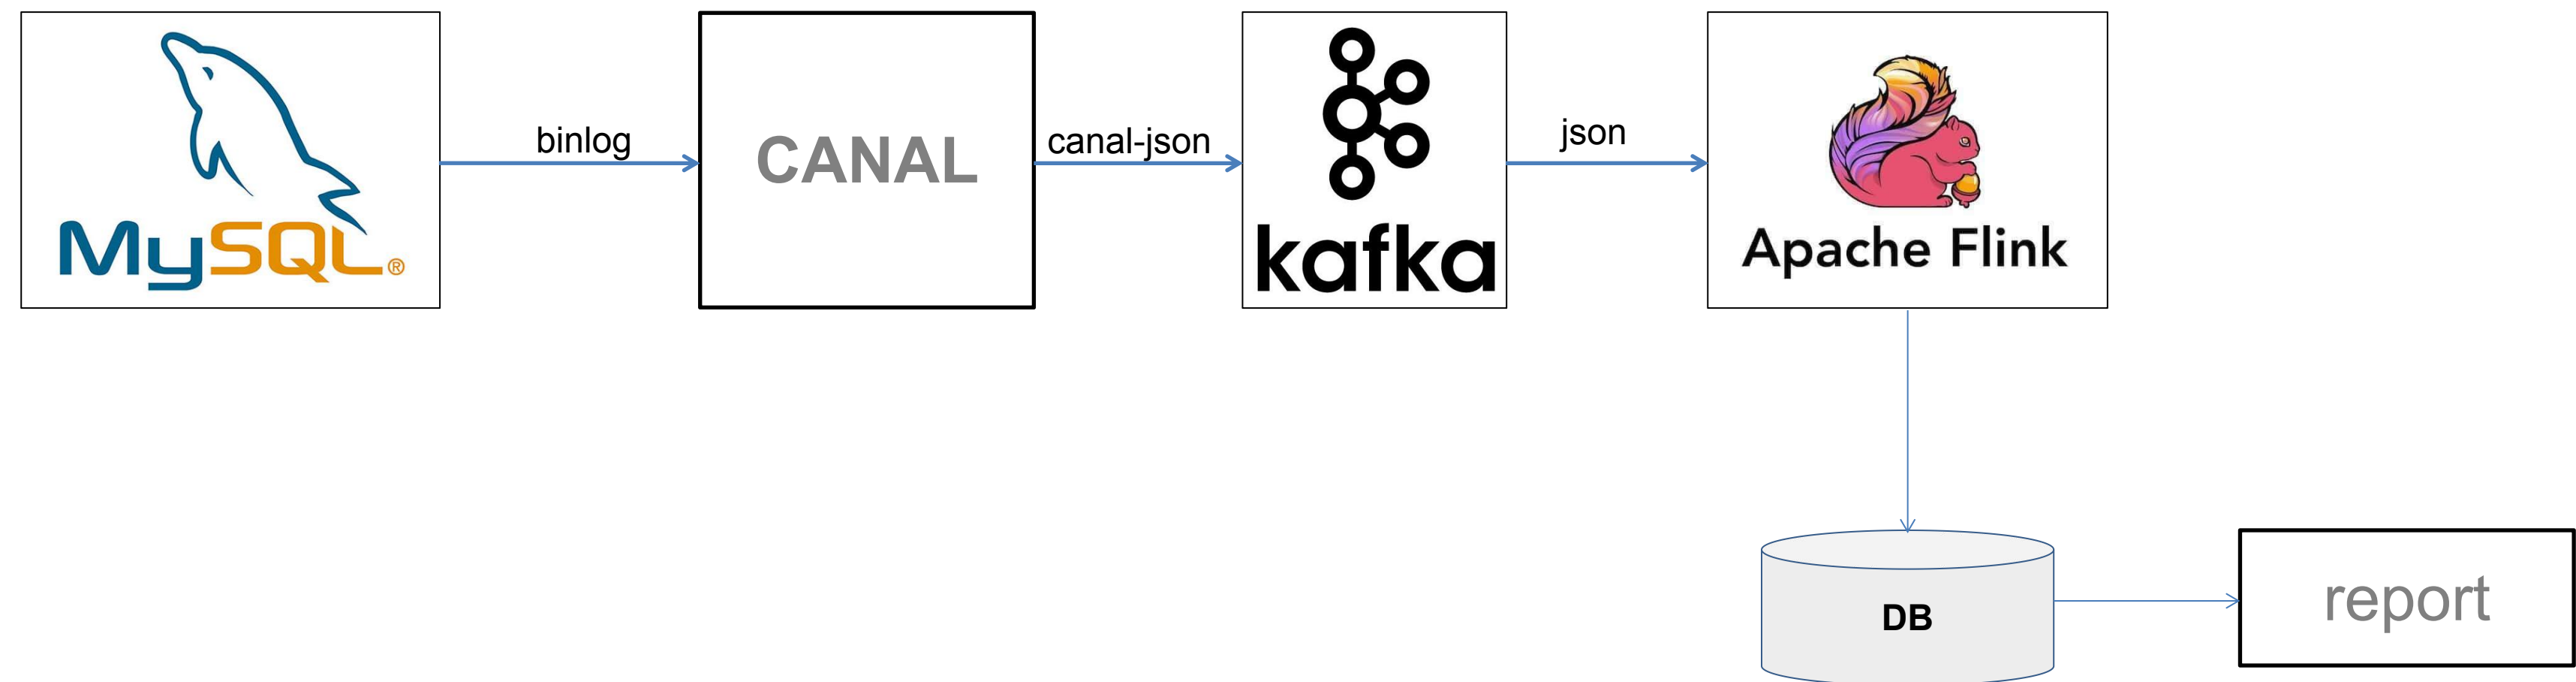 MySQL®
binlog
CANAL
canal-json
kafka
json
Apache Flink
DB
report